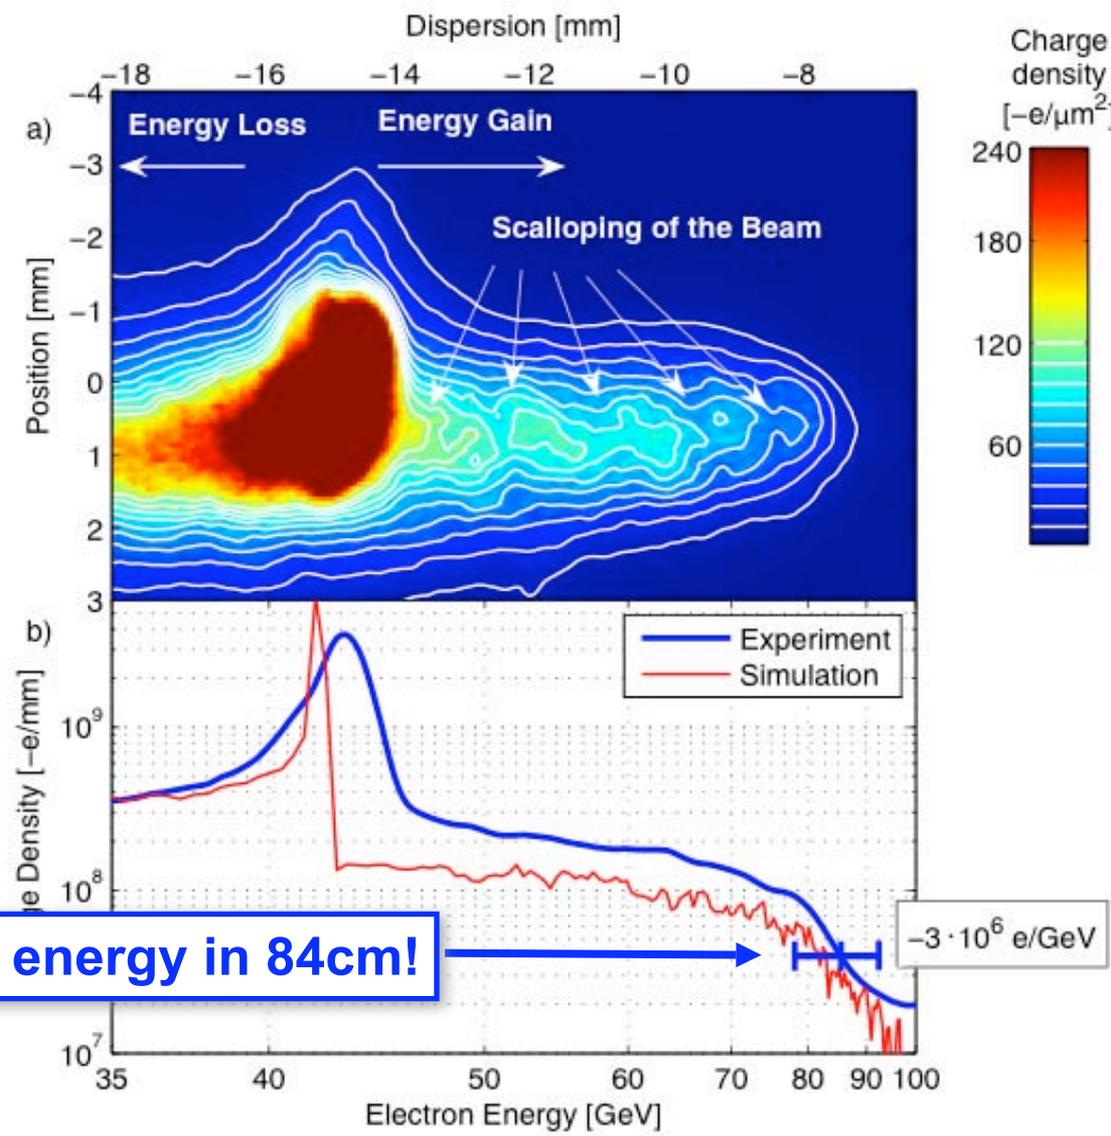 Dispersion [mm]
−18 −16 −14 −12 −10 −8
Charge
density
[−e/μm²]
a)
Energy Loss
Energy Gain
Scalloping of the Beam
Position [mm]
−4
−3
−2
−1
0
1
2
3
240
180
120
60
b)
Experiment
Simulation
Density [−e/mm]
10⁹
10⁸
10⁷
energy in 84cm!
−3·10⁶ e/GeV
35 40 50 60 70 80 90 100
Electron Energy [GeV]